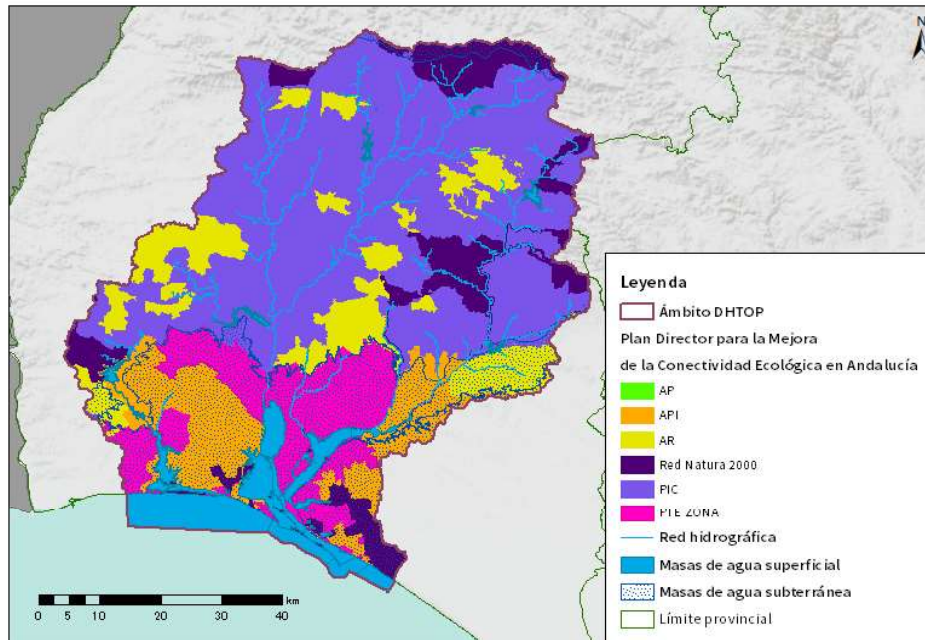 N
Leyenda
Ámbito DHTOP
Plan Director para la Mejora
de la Conectividad Ecológica en Andalucía
AP
API
AR
Red Natura 2000
PIC
PTE ZONA
Red hidrográfica
Masas de agua superficial
Masas de agua subterránea
Límite provincial
km
0 5 10 20 30 40